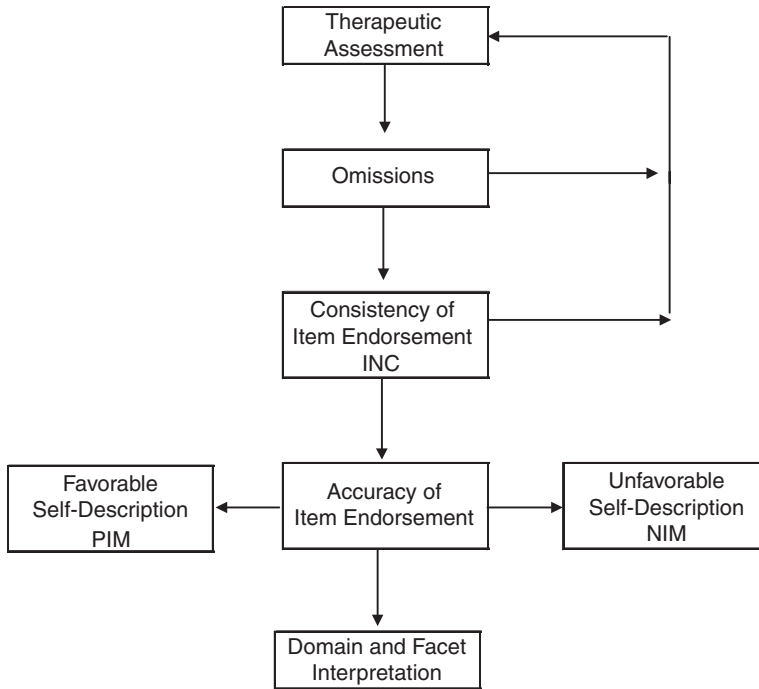 Therapeutic
Assessment
Omissions
Consistency of
Item Endorsement
INC
Favorable
Self-Description
PIM
Accuracy of
Item Endorsement
Unfavorable
Self-Description
NIM
Domain and Facet
Interpretation